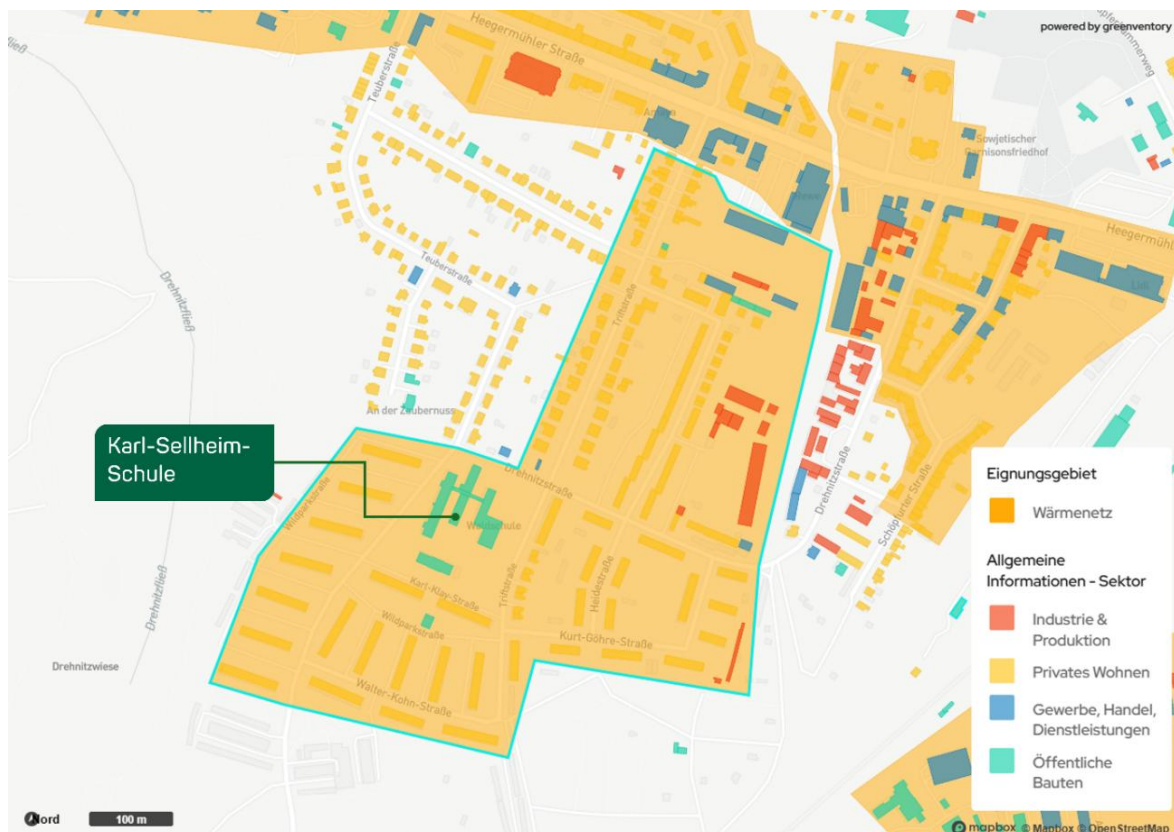 powered by greenventory
Heegermühler Straße
Teuberstraße
Sowjetischer
Garnisonsfriedhof
Drehnitzfließ
Teuberstraße
Triftstraße
Heegermühl
Lidl
An der Zaubernuss
Karl-Sellheim-
Schule
Wildparkstraße
Drehnitzstraße
Waldschule
Drehnitzstraße
Schöpfurter Straße
Karl-Klay-Straße
Triftstraße
Heidestraße
Wildparkstraße
Kurt-Göhre-Straße
Drehnitzfließ
Drehnitzwiese
Walter-Kohn-Straße
Eignungsgebiet
Wärmenetz
Allgemeine
Informationen - Sektor
Industrie &
Produktion
Privates Wohnen
Gewerbe, Handel,
Dienstleistungen
Öffentliche
Bauten
Nord
100 m
mapbox © Mapbox © OpenStreetMap